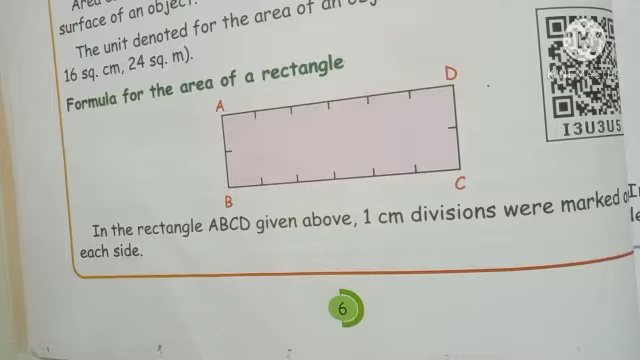 Area
surface of an object.
The unit denoted for the area of an
16 sq. cm, 24 sq. m).
Formula for the area of a rectangle
A
D
B
C
I3U3U5
In the rectangle ABCD given above, 1 cm divisions were marked
each side.
6